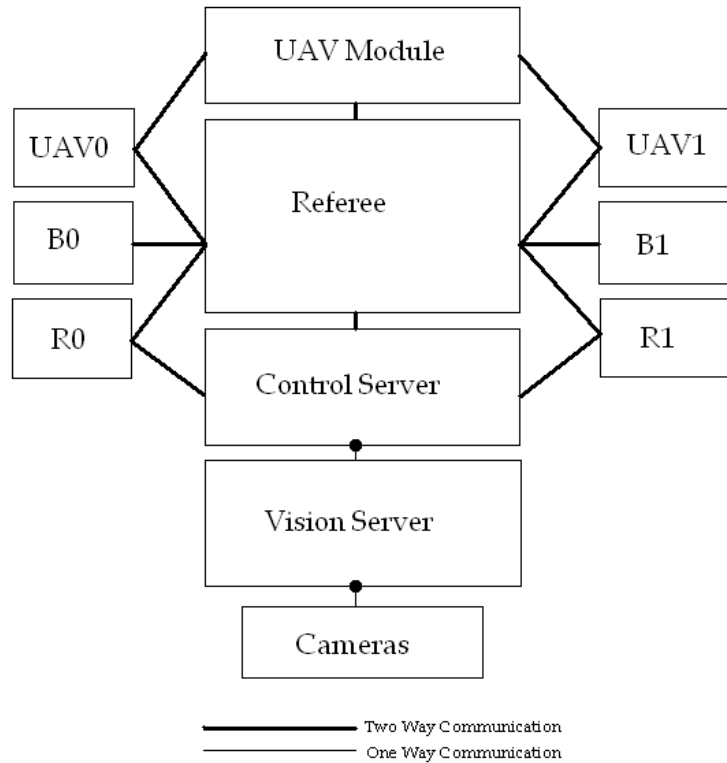 UAV Module
UAV0
UAV1
Referee
B0
B1
R0
R1
Control Server
Vision Server
Cameras
Two Way Communication
One Way Communication